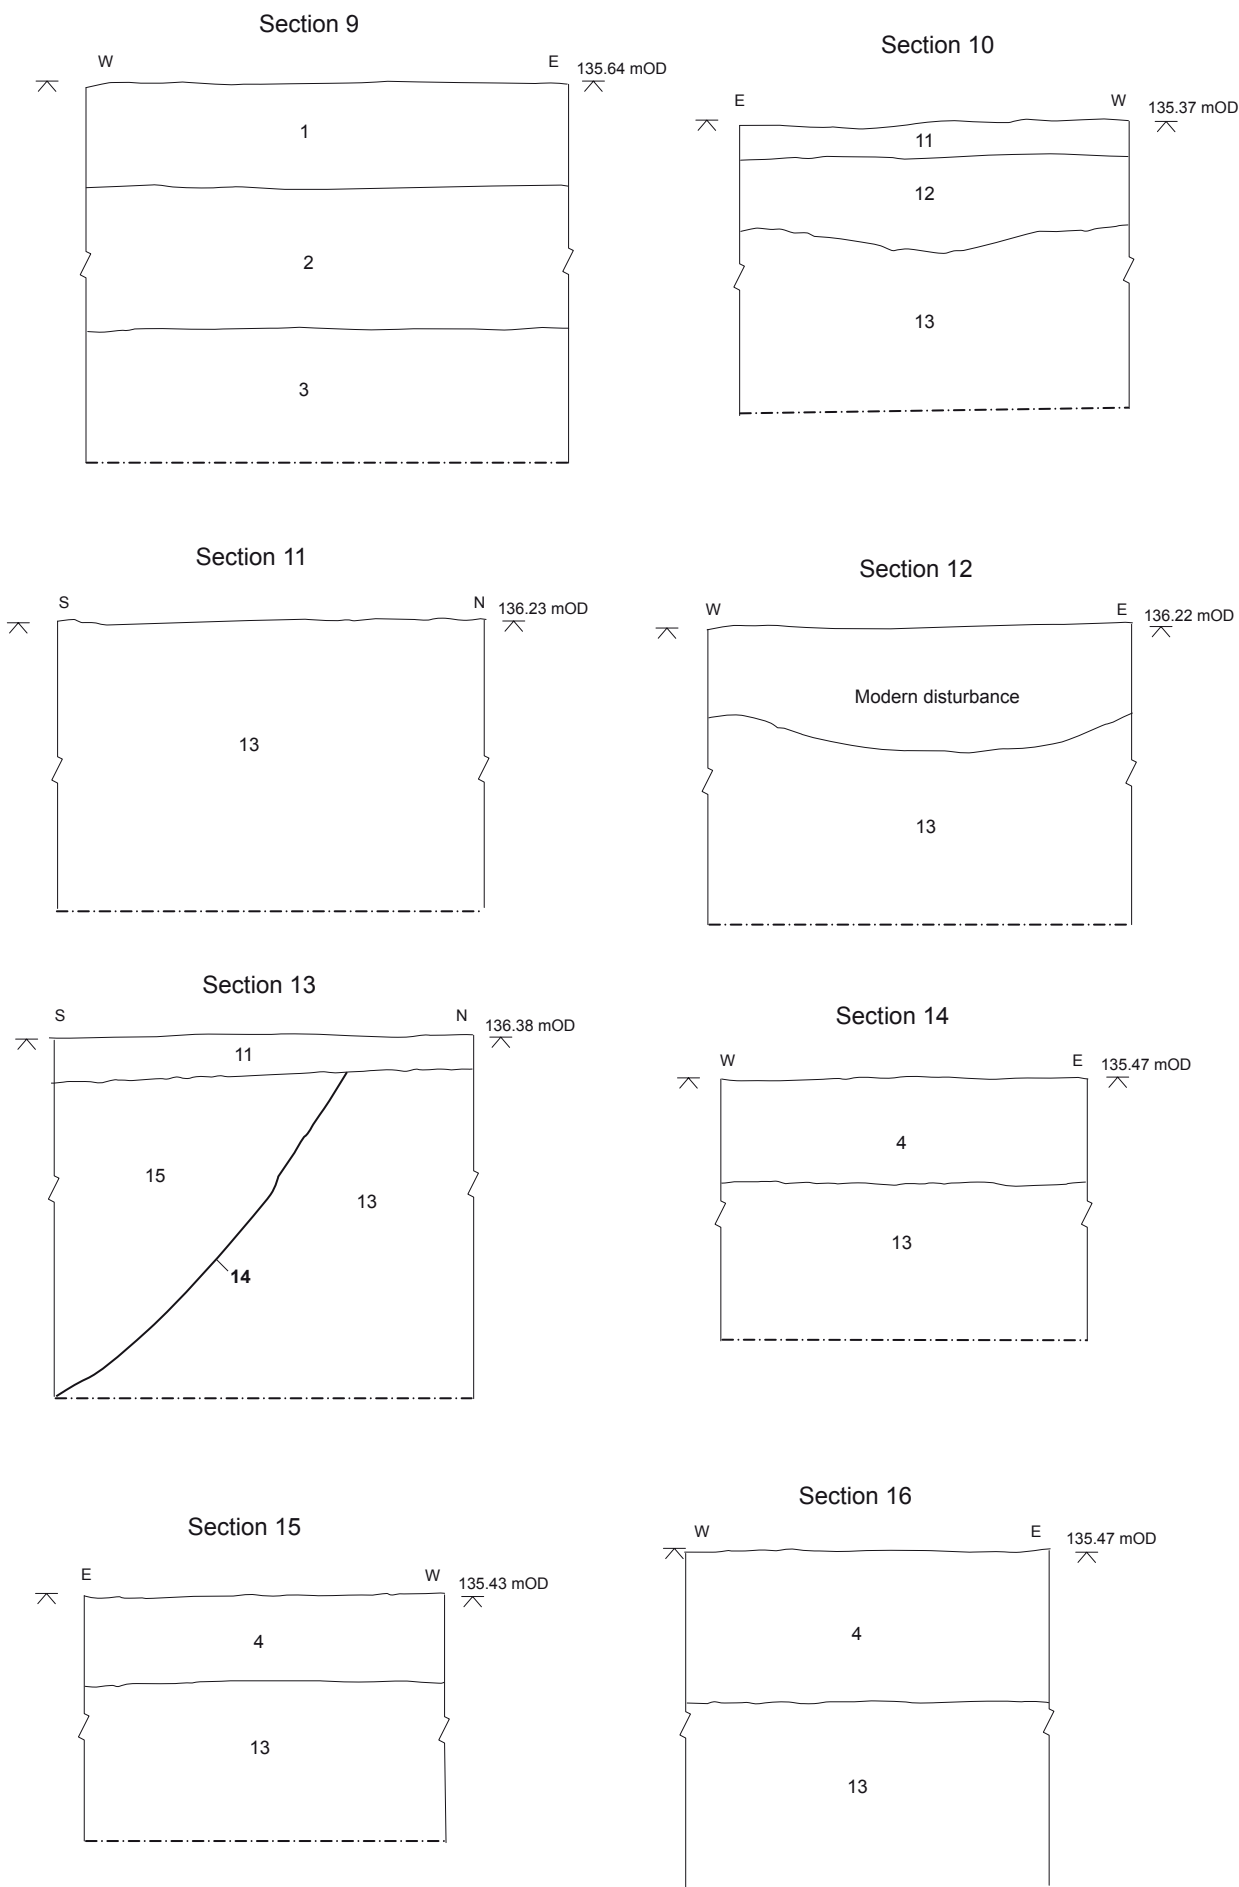 Section 9
W
E
135.64 mOD
1
2
3
Section 10
E
W
135.37 mOD
11
12
13
Section 11
S
N
136.23 mOD
13
Section 12
W
E
136.22 mOD
Modern disturbance
13
Section 13
S
N
136.38 mOD
11
15
13
14
Section 14
W
E
135.47 mOD
4
13
Section 15
E
W
135.43 mOD
4
13
Section 16
W
E
135.47 mOD
4
13